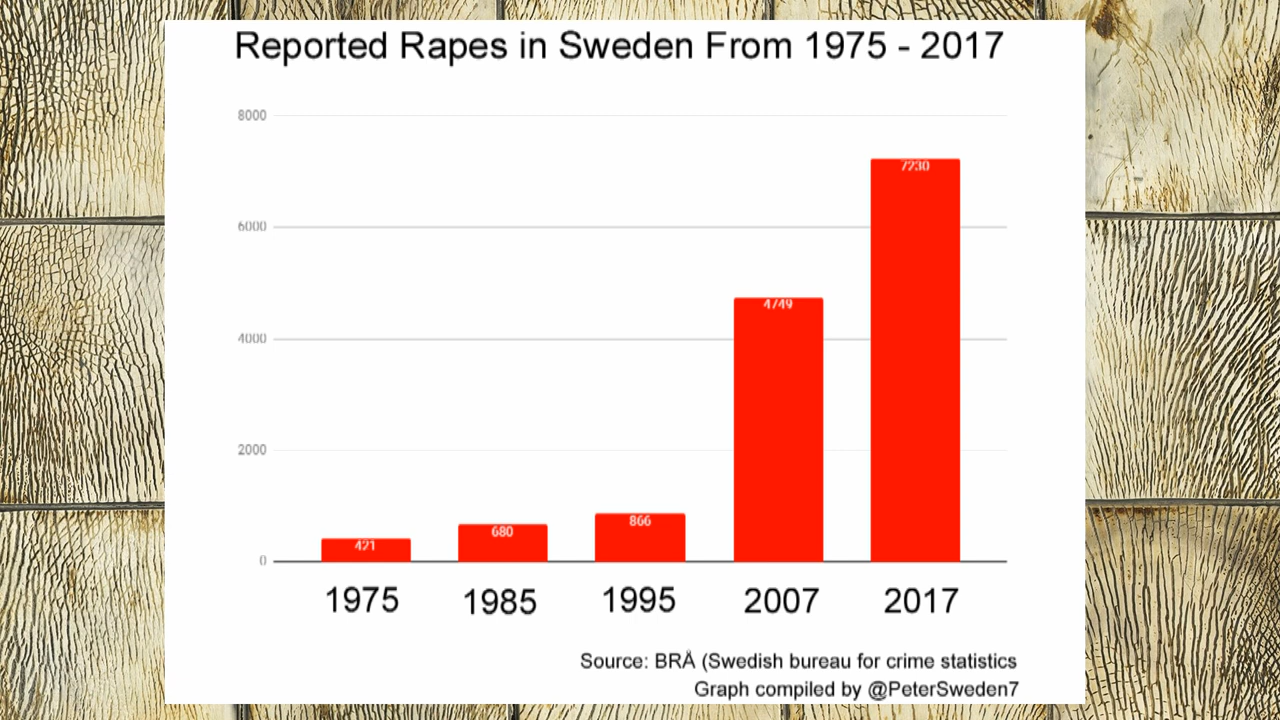 Reported Rapes in Sweden From 1975 - 2017
8000
6000
4000
2000
0
421
680
866
4749
7230
1975 1985 1995 2007 2017
Source: BRÅ (Swedish bureau for crime statistics
Graph compiled by @PeterSweden7